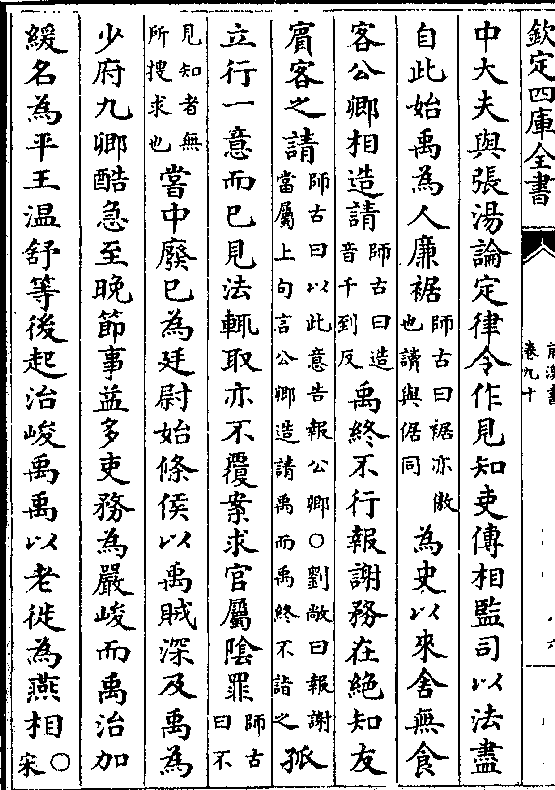 欽定四庫全書
卷九十
中大夫與張湯論定律令作見知吏傳相監司以法盡
自此始禹為人廉裾師古曰裾亦傲也讀與倨同為吏以來舍無食
客公卿相造請師古曰造音千到反禹終不行報謝務在絕知友
賓客之請師古曰以此意告報公卿○劉敞曰報謝當屬上句言公卿造請禹而禹終不詣之孤
立行一意而已見法輒取亦不覆案求官屬陰罪師古曰不
見知者無所搜求也嘗中廢已為廷尉始條侯以禹賊深及禹為
少府九卿酷急至晚節事益多吏務為嚴峻而禹治加
緩名為平王温舒等後起治峻禹禹以老徙為燕相○宋